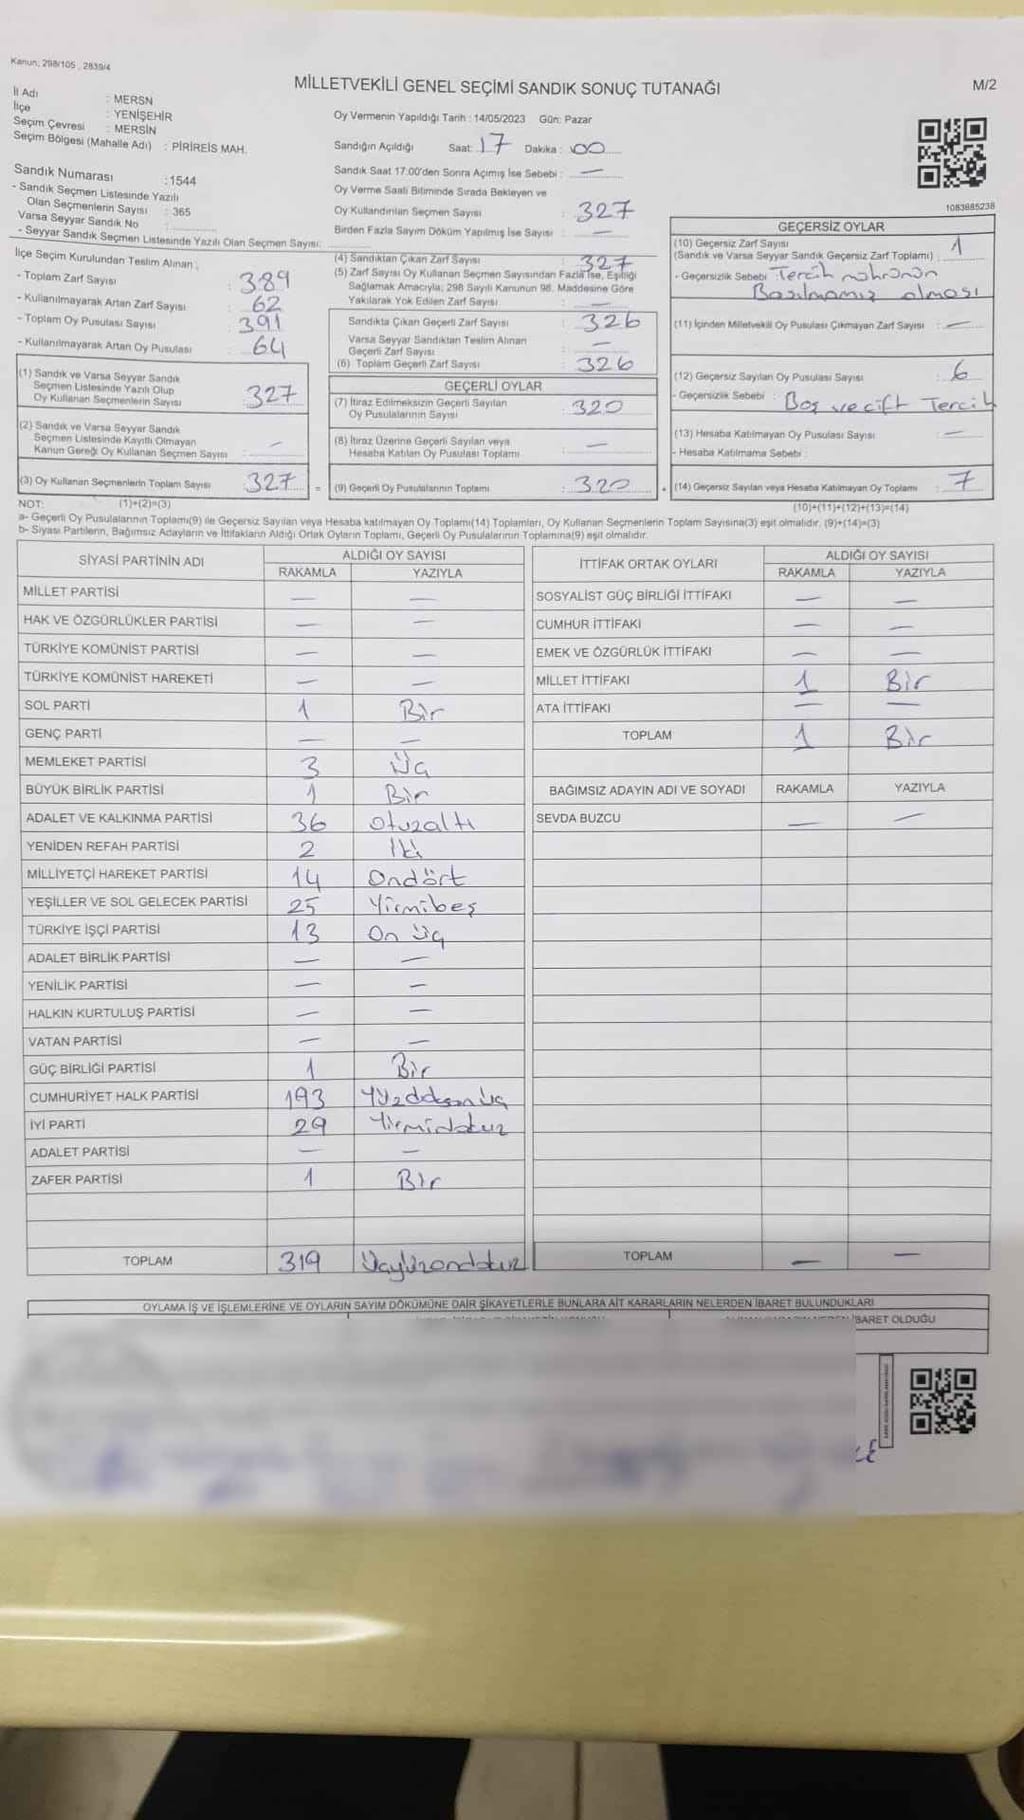 Kanun; 298/105 , 2839/4
MİLLETVEKİLİ GENEL SEÇİMİ SANDIK SONUÇ TUTANAĞI
M/2
İl Adı : MERSN
İlçe : YENİŞEHİR
Seçim Çevresi : MERSİN
Seçim Bölgesi (Mahalle Adı) : PİRİREİS MAH.
Sandık Numarası :1544
- Sandık Seçmen Listesinde Yazılı
Olan Seçmenlerin Sayısı : 365
Varsa Seyyar Sandık No :
- Seyyar Sandık Seçmen Listesinde Yazılı Olan Seçmen Sayısı:
Oy Vermenin Yapıldığı Tarih : 14/05/2023 Gün: Pazar
Sandığın Açıldığı Saat: 17 Dakika : 00
Sandık Saat 17:00'den Sonra Açımış İse Sebebi : —
Oy Verme Saati Bitiminde Sırada Bekleyen ve
Oy Kullandırılan Seçmen Sayısı : 327
Birden Fazla Sayım Döküm Yapılmış İse Sayısı : —
1083685238
İlçe Seçim Kurulundan Teslim Alınan ;
- Toplam Zarf Sayısı : 389
- Kullanılmayarak Artan Zarf Sayısı : 62
- Toplam Oy Pusulası Sayısı : 391
- Kullanılmayarak Artan Oy Pusulası : 64
(1) Sandık ve Varsa Seyyar Sandık
Seçmen Listesinde Yazılı Olup
Oy Kullanan Seçmenlerin Sayısı : 327
(2) Sandık ve Varsa Seyyar Sandık
Seçmen Listesinde Kayıtlı Olmayan
Kanun Gereği Oy Kullanan Seçmen Sayısı : —
(3) Oy Kullanan Seçmenlerin Toplam Sayısı : 327
(4) Sandıktan Çıkan Zarf Sayısı : 327
(5) Zarf Sayısı Oy Kullanan Seçmen Sayısından Fazla İse, Eşitliği
Sağlamak Amacıyla; 298 Sayılı Kanunun 98. Maddesine Göre
Yakılarak Yok Edilen Zarf Sayısı : —
Sandıkta Çıkan Geçerli Zarf Sayısı : 326
Varsa Seyyar Sandıktan Teslim Alınan
Geçerli Zarf Sayısı : —
(6) Toplam Geçerli Zarf Sayısı : 326
GEÇERLİ OYLAR
(7) İtiraz Edilmeksizin Geçerli Sayılan
Oy Pusulalarının Sayısı : 320
(8) İtiraz Üzerine Geçerli Sayılan veya
Hesaba Katılan Oy Pusulası Toplamı : —
= (9) Geçerli Oy Pusulalarının Toplamı : 320
GEÇERSİZ OYLAR
(10) Geçersiz Zarf Sayısı
(Sandık ve Varsa Seyyar Sandık Geçersiz Zarf Toplamı) : 1
- Geçersizlik Sebebi : Tercih mührünün
Basılmamış olması
(11) İçinden Milletvekili Oy Pusulası Çıkmayan Zarf Sayısı : —
(12) Geçersiz Sayılan Oy Pusulası Sayısı : 6
- Geçersizlik Sebebi : Boş ve çift Tercih
(13) Hesaba Katılmayan Oy Pusulası Sayısı : —
- Hesaba Katılmama Sebebi :
+ (14) Geçersiz Sayılan veya Hesaba Katılmayan Oy Toplamı : 7
NOT: (1)+(2)=(3)
(10)+(11)+(12)+(13)=(14)
a- Geçerli Oy Pusulalarının Toplamı(9) ile Geçersiz Sayılan veya Hesaba katılmayan Oy Toplamı(14) Toplamları, Oy Kullanan Seçmenlerin Toplam Sayısına(3) eşit olmalıdır. (9)+(14)=(3)
b- Siyasi Partilerin, Bağımsız Adayların ve İttifakların Aldığı Ortak Oyların Toplamı, Geçerli Oy Pusulalarının Toplamına(9) eşit olmalıdır.
SİYASİ PARTİNİN ADI ALDIĞI OY SAYISI
RAKAMLA YAZIYLA
MİLLET PARTİSİ — —
HAK VE ÖZGÜRLÜKLER PARTİSİ — —
TÜRKİYE KOMÜNİST PARTİSİ — —
TÜRKİYE KOMÜNİST HAREKETİ — —
SOL PARTİ 1 Bir
GENÇ PARTİ — —
MEMLEKET PARTİSİ 3 Üç
BÜYÜK BİRLİK PARTİSİ 1 Bir
ADALET VE KALKINMA PARTİSİ 36 Otuzaltı
YENİDEN REFAH PARTİSİ 2 İki
MİLLİYETÇİ HAREKET PARTİSİ 14 Ondört
YEŞİLLER VE SOL GELECEK PARTİSİ 25 Yirmibeş
TÜRKİYE İŞÇİ PARTİSİ 13 On üç
ADALET BİRLİK PARTİSİ — —
YENİLİK PARTİSİ — —
HALKIN KURTULUŞ PARTİSİ — —
VATAN PARTİSİ — —
GÜÇ BİRLİĞİ PARTİSİ 1 Bir
CUMHURİYET HALK PARTİSİ 193 Yüzdoksanüç
İYİ PARTİ 29 Yirmidokuz
ADALET PARTİSİ — —
ZAFER PARTİSİ 1 Bir
TOPLAM 319 Üçyüzondokuz
İTTİFAK ORTAK OYLARI ALDIĞI OY SAYISI
RAKAMLA YAZIYLA
SOSYALİST GÜÇ BİRLİĞİ İTTİFAKI — —
CUMHUR İTTİFAKI — —
EMEK VE ÖZGÜRLÜK İTTİFAKI — —
MİLLET İTTİFAKI 1 Bir
ATA İTTİFAKI — —
TOPLAM 1 Bir
BAĞIMSIZ ADAYIN ADI VE SOYADI RAKAMLA YAZIYLA
SEVDA BUZCU — —
TOPLAM — —
OYLAMA İŞ VE İŞLEMLERİNE VE OYLARIN SAYIM DÖKÜMÜNE DAİR ŞİKAYETLERLE BUNLARA AİT KARARLARIN NELERDEN İBARET BULUNDUKLARI
İBARET OLDUĞU